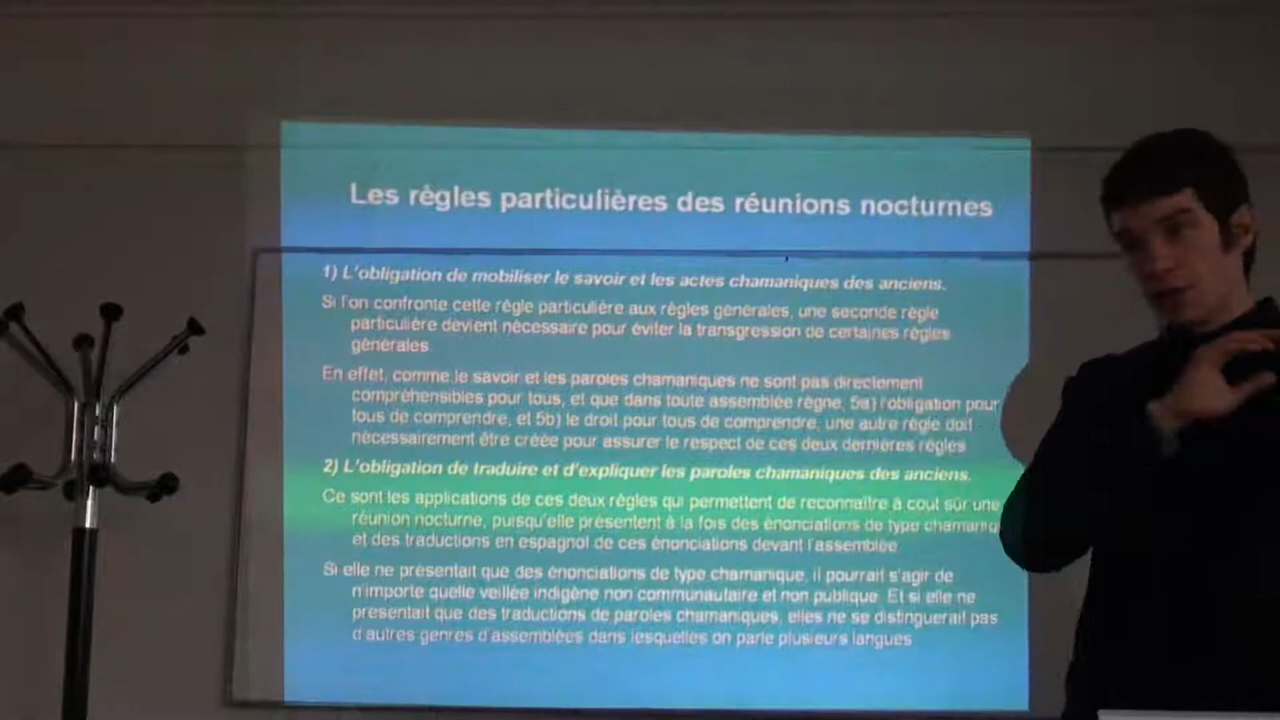 Les règles particulières des réunions nocturnes
1) L'obligation de mobiliser le savoir et les actes chamaniques des anciens.
Si l'on confronte cette règle particulière aux règles générales, une seconde règle
particulière devient nécessaire pour éviter la transgression de certaines règles
générales
En effet, comme le savoir et les paroles chamaniques ne sont pas directement
compréhensibles pour tous, et que dans toute assemblée règne, 5a) l'obligation pour
tous de comprendre, et 5b) le droit pour tous de comprendre, une autre règle doit
nécessairement être créée pour assurer le respect de ces deux dernières règles
2) L'obligation de traduire et d'expliquer les paroles chamaniques des anciens.
Ce sont les applications de ces deux règles qui permettent de reconnaître à cout sûr une
réunion nocturne, puisqu'elle présentent à la fois des énonciations de type chamaniq
et des traductions en espagnol de ces énonciations devant l'assemblée
Si elle ne présentait que des énonciations de type chamanique, il pourrait s'agir de
n'importe quelle veillée indigène non communautaire et non publique. Et si elle ne
présentait que des traductions de paroles chamaniques, elles ne se distinguerait pas
d'autres genres d'assemblées dans lesquelles on parle plusieurs langues